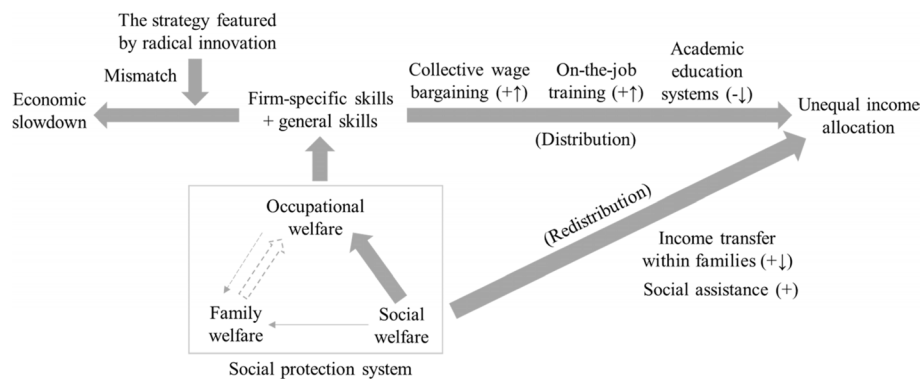 The strategy featured
by radical innovation
Mismatch
Economic
slowdown
Firm-specific skills
+ general skills
Collective wage
bargaining (+↑)
On-the-job
training (+↑)
Academic
education
systems (-↓)
(Distribution)
Unequal income
allocation
Occupational
welfare
Family
welfare
Social
welfare
Social protection system
(Redistribution)
Income transfer
within families (+↓)
Social assistance (+)